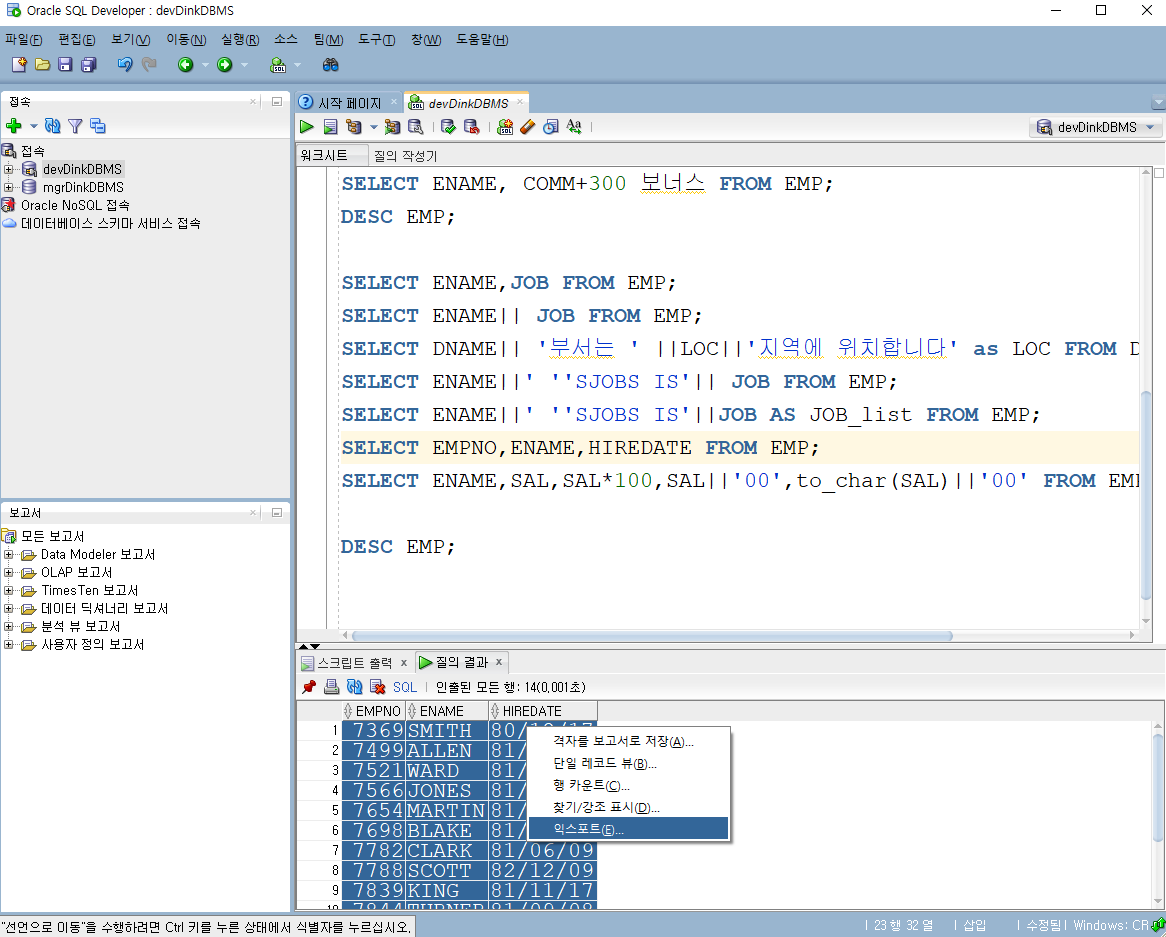 Oracle SQL Developer : devDinkDBMS
파일(F) 편집(E) 보기(V) 이동(N) 실행(R) 소스 팀(M) 도구(T) 창(W) 도움말(H)
접속
접속
devDinkDBMS
mgrDinkDBMS
Oracle NoSQL 접속
데이터베이스 스키마 서비스 접속
보고서
모든 보고서
Data Modeler 보고서
OLAP 보고서
TimesTen 보고서
데이터 딕셔너리 보고서
분석 뷰 보고서
사용자 정의 보고서
시작 페이지 devDinkDBMS
devDinkDBMS
워크시트 질의 작성기
SELECT ENAME, COMM+300 보너스 FROM EMP;
DESC EMP;
SELECT ENAME,JOB FROM EMP;
SELECT ENAME|| JOB FROM EMP;
SELECT DNAME|| '부서는 ' ||LOC||'지역에 위치합니다' as LOC FROM D
SELECT ENAME||' ''SJOBS IS'|| JOB FROM EMP;
SELECT ENAME||' ''SJOBS IS'||JOB AS JOB_list FROM EMP;
SELECT EMPNO,ENAME,HIREDATE FROM EMP;
SELECT ENAME,SAL,SAL*100,SAL||'00',to_char(SAL)||'00' FROM EM
DESC EMP;
스크립트 출력 x 질의 결과 x
SQL | 인출된 모든 행: 14(0,001초)
EMPNO ENAME HIREDATE
1 7369 SMITH 80/12/17
2 7499 ALLEN 81/
3 7521 WARD 81/
4 7566 JONES 81/
5 7654 MARTIN 81/
6 7698 BLAKE 81/
7 7782 CLARK 81/06/09
8 7788 SCOTT 82/12/09
9 7839 KING 81/11/17
10 7844 TURNER 81/09/08
격자를 보고서로 저장(A)...
단일 레코드 뷰(B)...
행 카운트(C)...
찾기/강조 표시(D)...
익스포트(E)...
"선언으로 이동"을 수행하려면 Ctrl 키를 누른 상태에서 식별자를 누르십시오.
| 23 행 32 열 | 삽입 | 수정됨 | Windows: CR